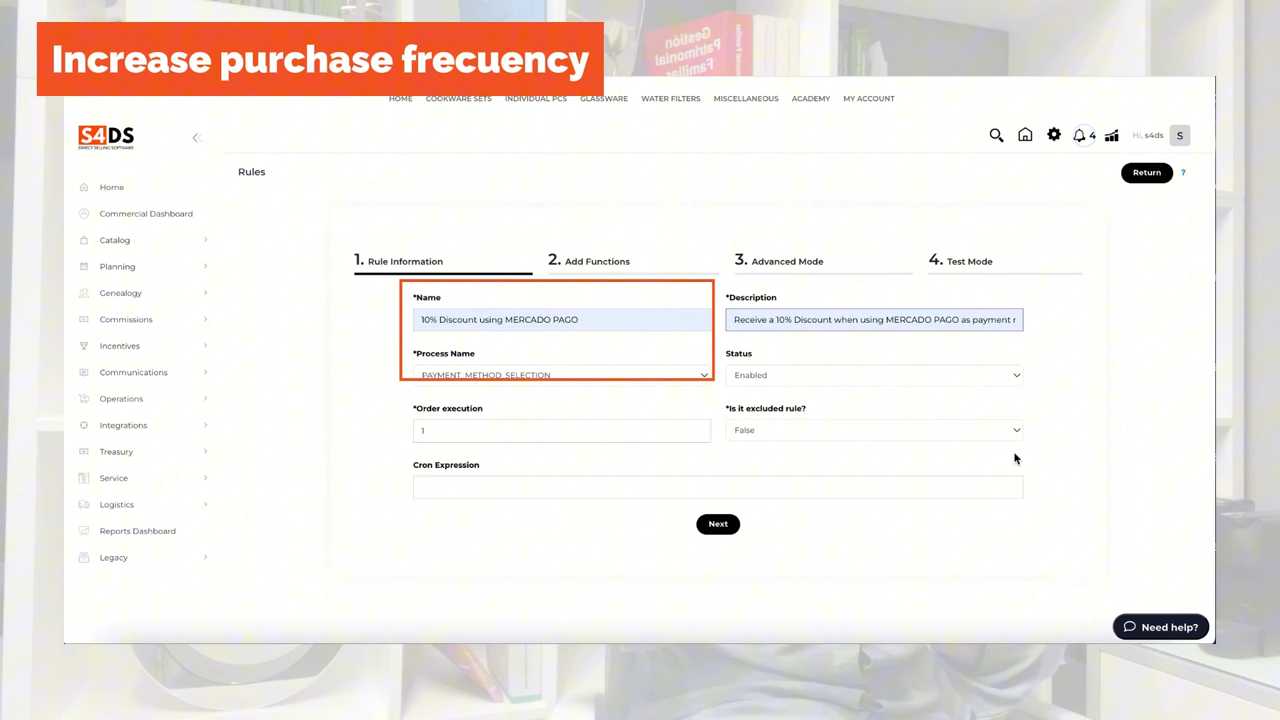 Increase purchase frecuency
Gestión
Patrimonial
Familias
HOME COOKWARE SETS INDIVIDUAL PCS GLASSWARE WATER FILTERS MISCELLANEOUS ACADEMY MY ACCOUNT
S4DS
DIRECT SELLING SOFTWARE
4
Hi, s4ds
S
Rules
Return
?
Home
Commercial Dashboard
Catalog
Planning
Genealogy
Commissions
Incentives
Communications
Operations
Integrations
Treasury
Service
Logistics
Reports Dashboard
Legacy
1. Rule Information
2. Add Functions
3. Advanced Mode
4. Test Mode
*Name
10% Discount using MERCADO PAGO
*Description
Receive a 10% Discount when using MERCADO PAGO as payment r
*Process Name
PAYMENT_METHOD_SELECTION
Status
Enabled
*Order execution
1
*Is it excluded rule?
False
Cron Expression
Next
Need help?